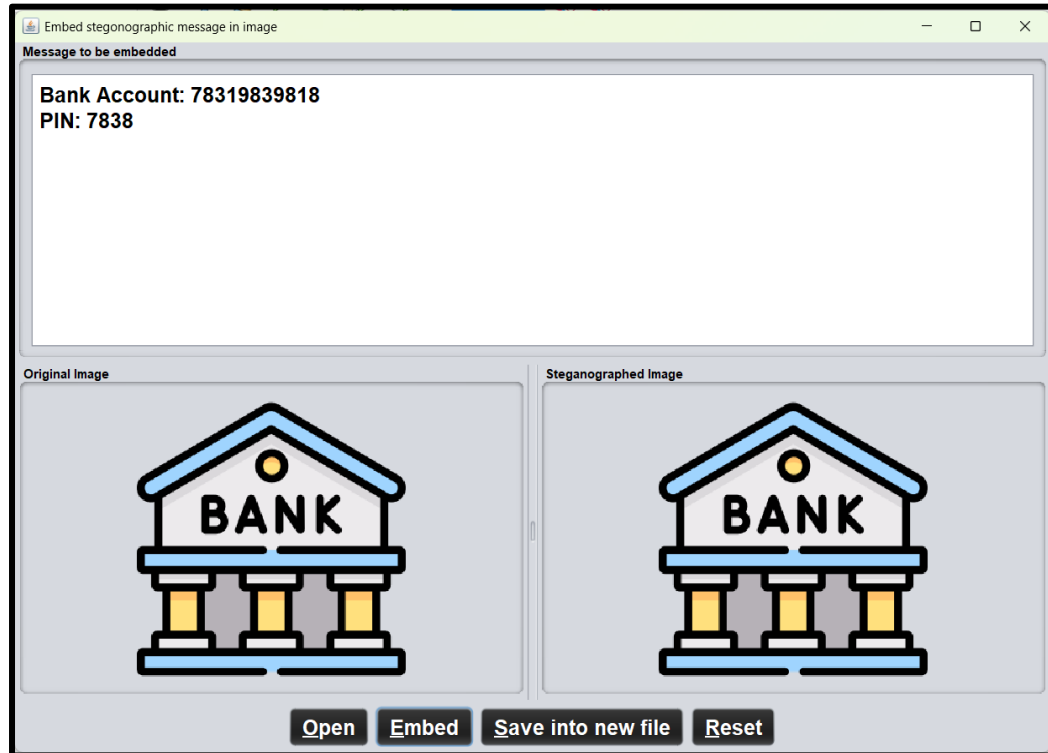 Embed stegonographic message in image
Message to be embedded
Bank Account: 78319839818
PIN: 7838
Original Image
Steganographed Image
BANK
BANK
Open Embed Save into new file Reset